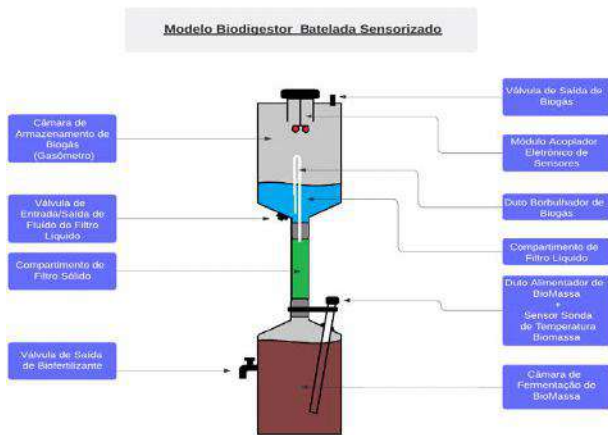 Modelo Biodigestor Batelada Sensorizado
Câmara de
Armazenamento de
Biogás
(Gasômetro)
Válvula de
Entrada/Saída de
Fluído do Filtro
Líquido
Compartimento de
Filtro Sólido
Válvula de Saída
de Biofertilizante
Válvula de Saída de
Biogás
Módulo Acoplador
Eletrônico de
Sensores
Duto Borbulhador de
Biogás
Compartimento de
Filtro Líquido
Duto Alimentador de
BioMassa
+
Sensor Sonda
de Temperatura
Biomassa
Câmara de
Fermentação de
BioMassa